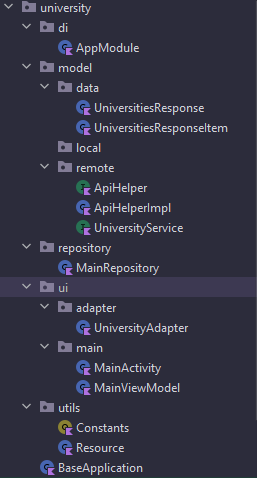 university
di
AppModule
model
data
UniversitiesResponse
UniversitiesResponseItem
local
remote
ApiHelper
ApiHelperImpl
UniversityService
repository
MainRepository
ui
adapter
UniversityAdapter
main
MainActivity
MainViewModel
utils
Constants
Resource
BaseApplication